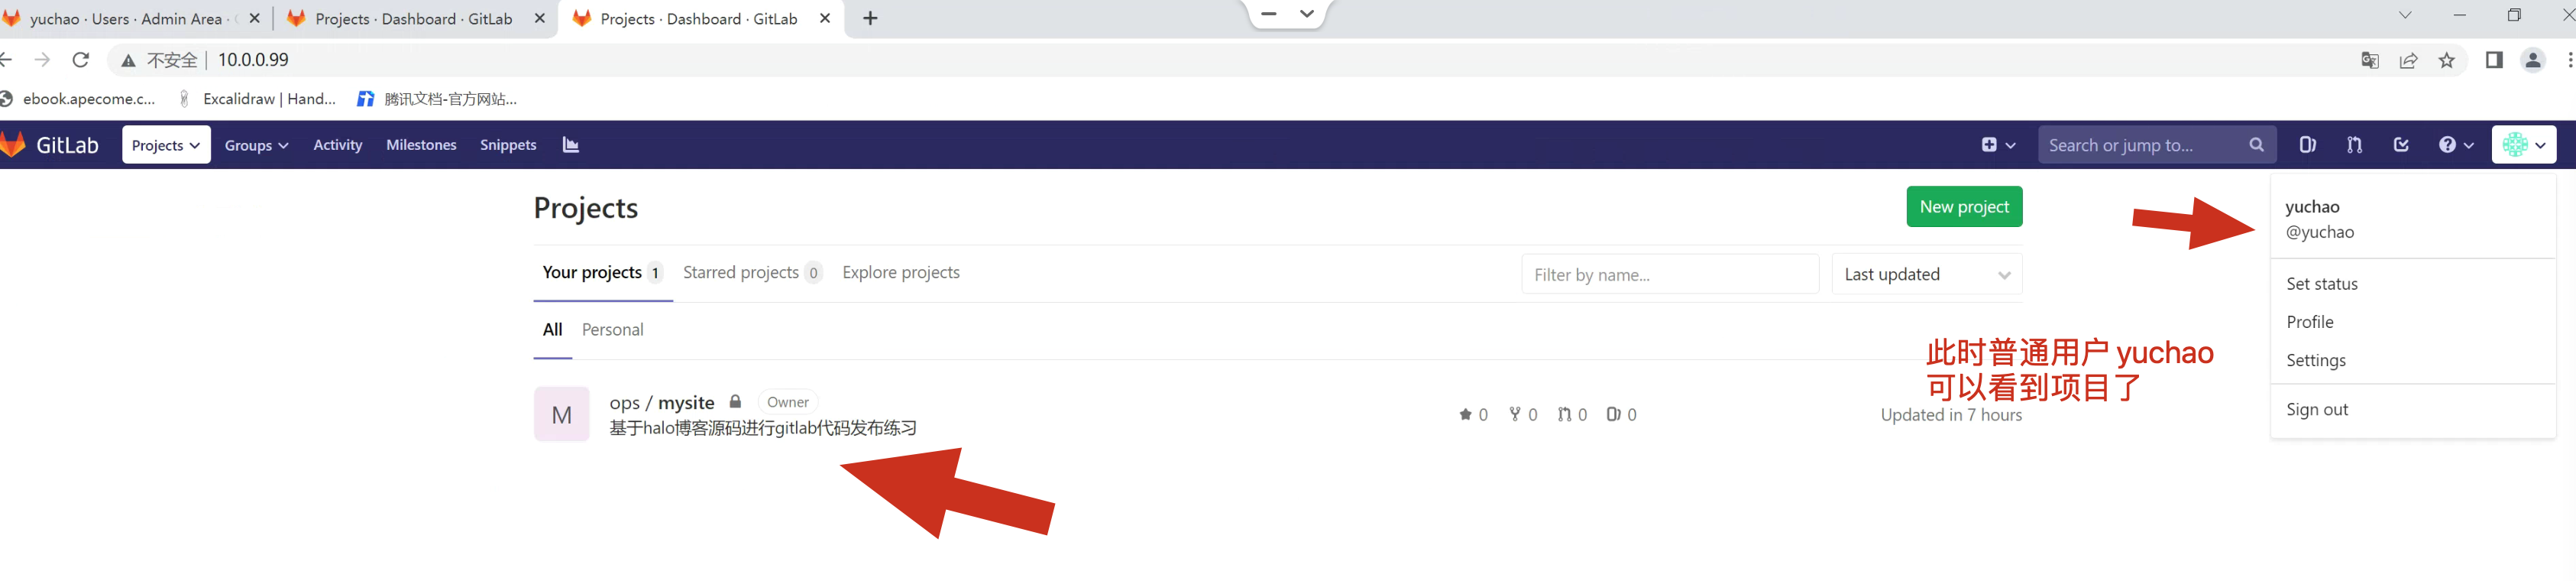 yuchao · Users · Admin Area ·
Projects · Dashboard · GitLab
Projects · Dashboard · GitLab
不安全 10.0.0.99
ebook.apecome.c...
Excalidraw | Hand...
腾讯文档-官方网站...
GitLab
Projects
Groups
Activity
Milestones
Snippets
Search or jump to...
Projects
New project
yuchao
@yuchao
Your projects 1
Starred projects 0
Explore projects
Filter by name...
Last updated
Set status
Profile
Settings
Sign out
All
Personal
此时普通用户 yuchao
可以看到项目了
M
ops / mysite
Owner
基于halo博客源码进行gitlab代码发布练习
0
0
0
0
Updated in 7 hours